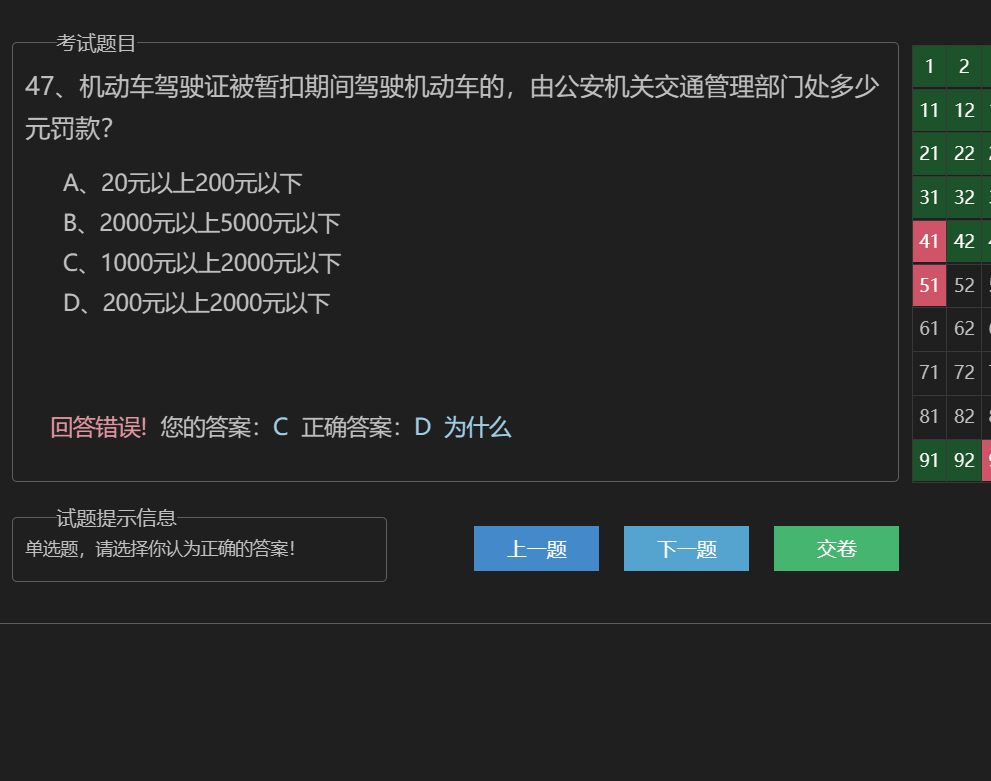 考试题目
47、机动车驾驶证被暂扣期间驾驶机动车的，由公安机关交通管理部门处多少
元罚款？
A、20元以上200元以下
B、2000元以上5000元以下
C、1000元以上2000元以下
D、200元以上2000元以下
回答错误! 您的答案：C 正确答案：D 为什么
试题提示信息
单选题，请选择你认为正确的答案！
上一题 下一题 交卷
1 2
11 12
21 22
31 32
41 42
51 52
61 62
71 72
81 82
91 92